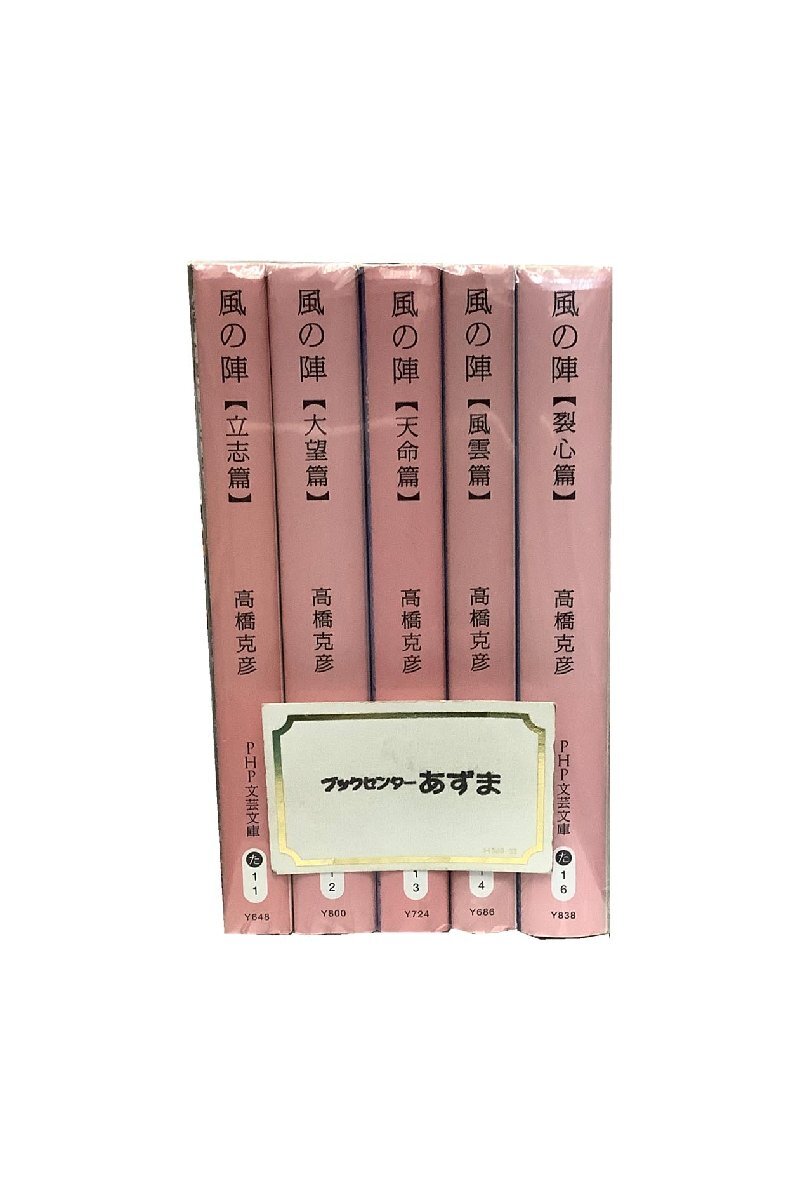 風の陣【立志篇】
高橋克彦
PHP文芸文庫
た
1
1
Y648
風の陣【大望篇】
高橋克彦
2
Y800
風の陣【天命篇】
高橋克彦
1
3
Y724
風の陣【風雲篇】
高橋克彦
4
Y686
風の陣【裂心篇】
高橋克彦
PHP文芸文庫
た
1
6
Y838
ブックセンターあずま